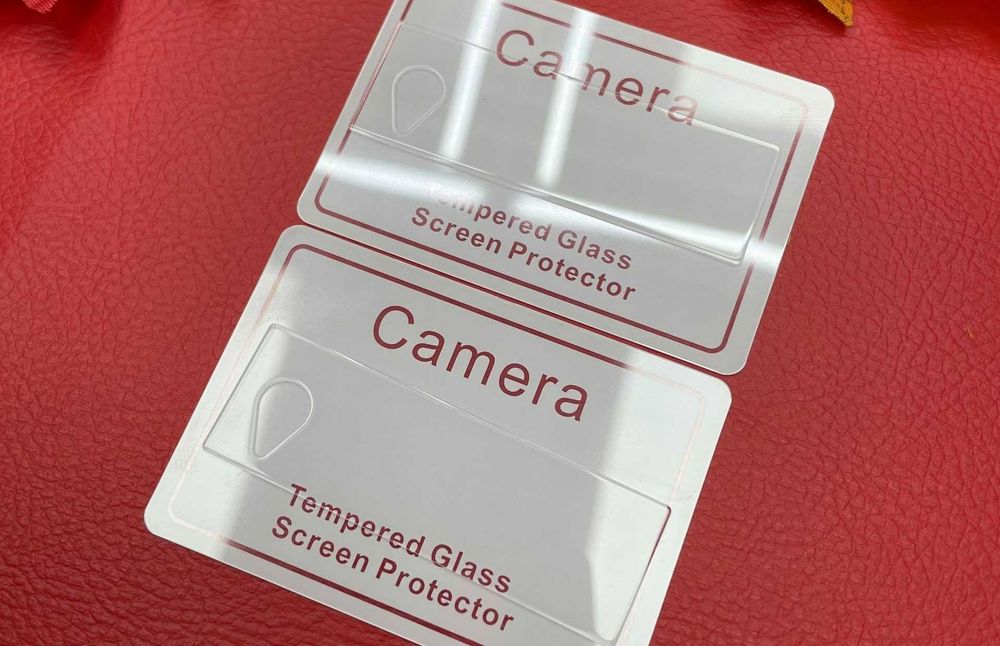 Camera
Tempered Glass
Screen Protector
Camera
Tempered Glass
Screen Protector